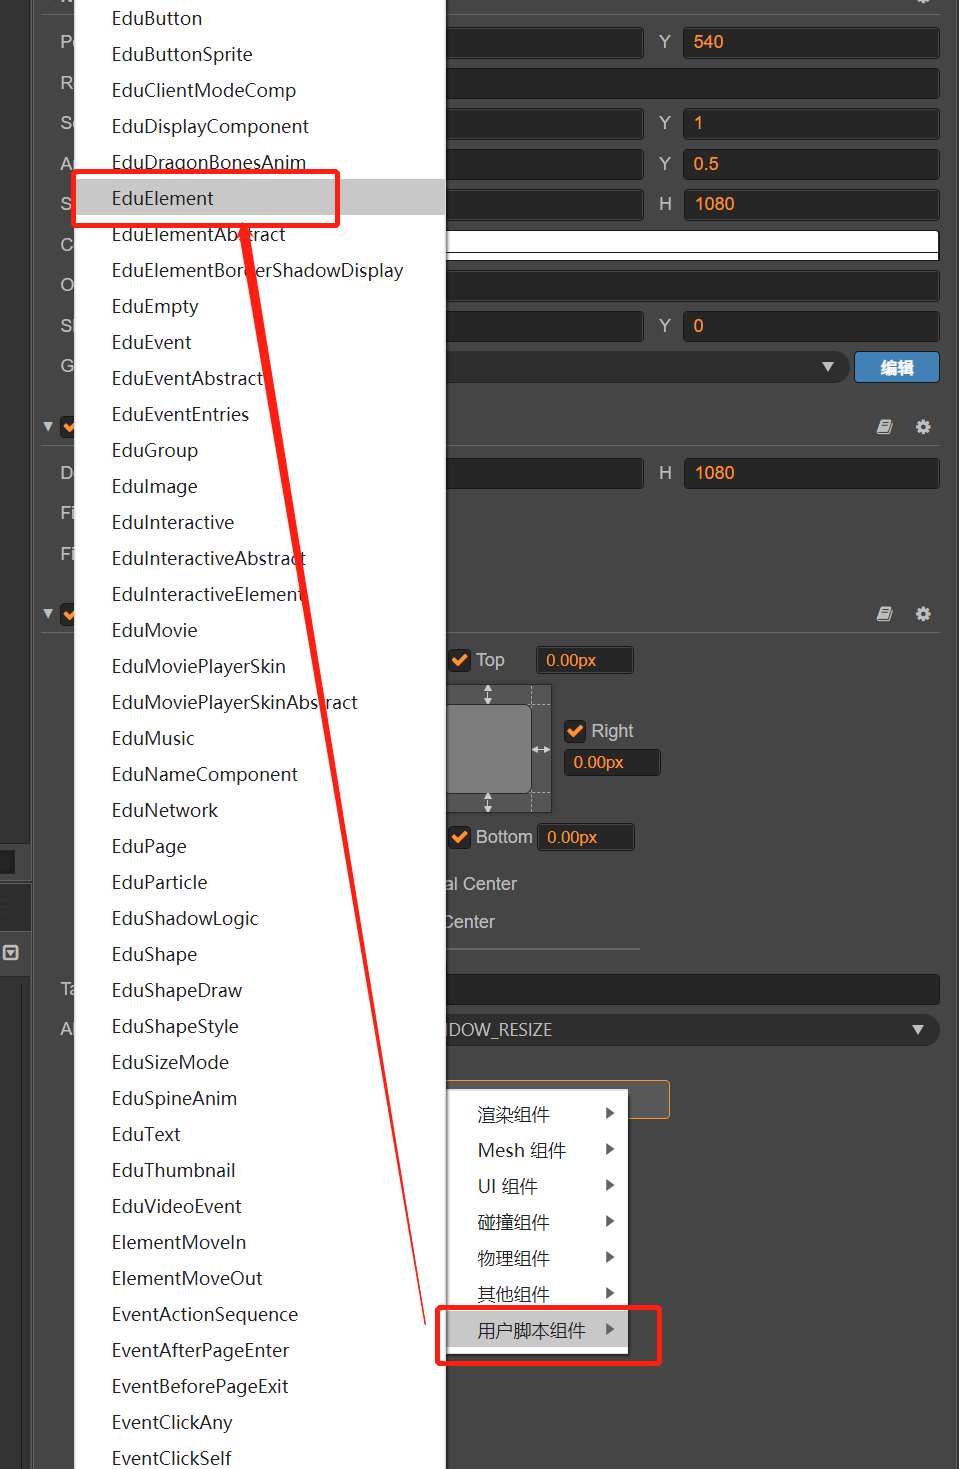 EduButton
EduButtonSprite
EduClientModeComp
EduDisplayComponent
EduDragonBonesAnim
EduElement
EduElementAbstract
EduElementBorderShadowDisplay
EduEmpty
EduEvent
EduEventAbstract
EduEventEntries
EduGroup
EduImage
EduInteractive
EduInteractiveAbstract
EduInteractiveElement
EduMovie
EduMoviePlayerSkin
EduMoviePlayerSkinAbstract
EduMusic
EduNameComponent
EduNetwork
EduPage
EduParticle
EduShadowLogic
EduShape
EduShapeDraw
EduShapeStyle
EduSizeMode
EduSpineAnim
EduText
EduThumbnail
EduVideoEvent
ElementMoveIn
ElementMoveOut
EventActionSequence
EventAfterPageEnter
EventBeforePageExit
EventClickAny
EventClickSelf
Y 540
Y 1
Y 0.5
H 1080
Y 0
编辑
H 1080
Fi
Fi
Top 0.00px
Right
0.00px
Bottom 0.00px
al Center
Center
Ta
DOW_RESIZE
渲染组件
Mesh 组件
UI 组件
碰撞组件
物理组件
其他组件
用户脚本组件